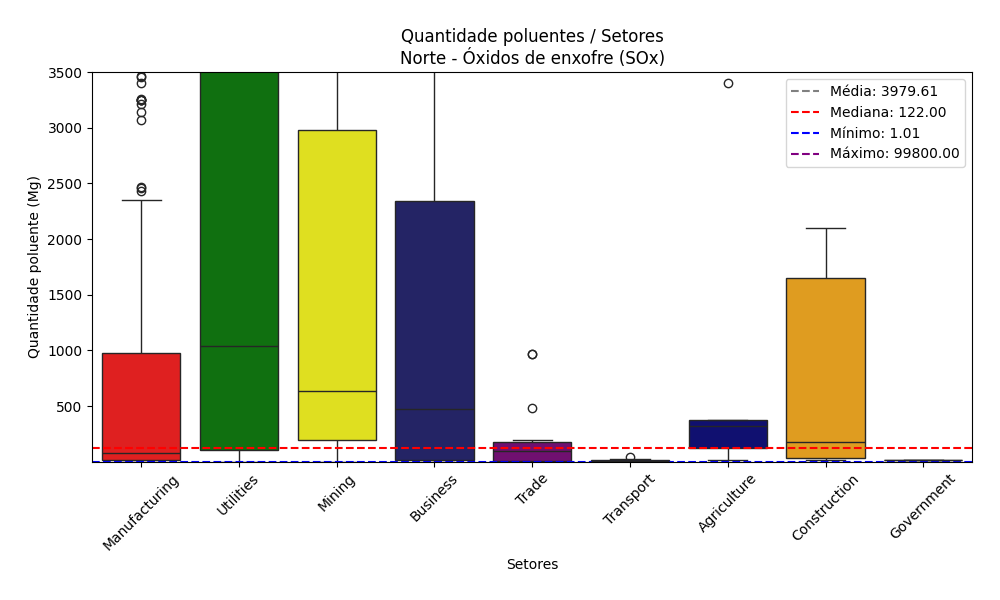 Quantidade poluentes / Setores
Norte - Óxidos de enxofre (SOx)
Quantidade poluente (Mg)
3500
3000
2500
2000
1500
1000
500
Média: 3979.61
Mediana: 122.00
Mínimo: 1.01
Máximo: 99800.00
Manufacturing
Utilities
Mining
Business
Trade
Transport
Agriculture
Construction
Government
Setores